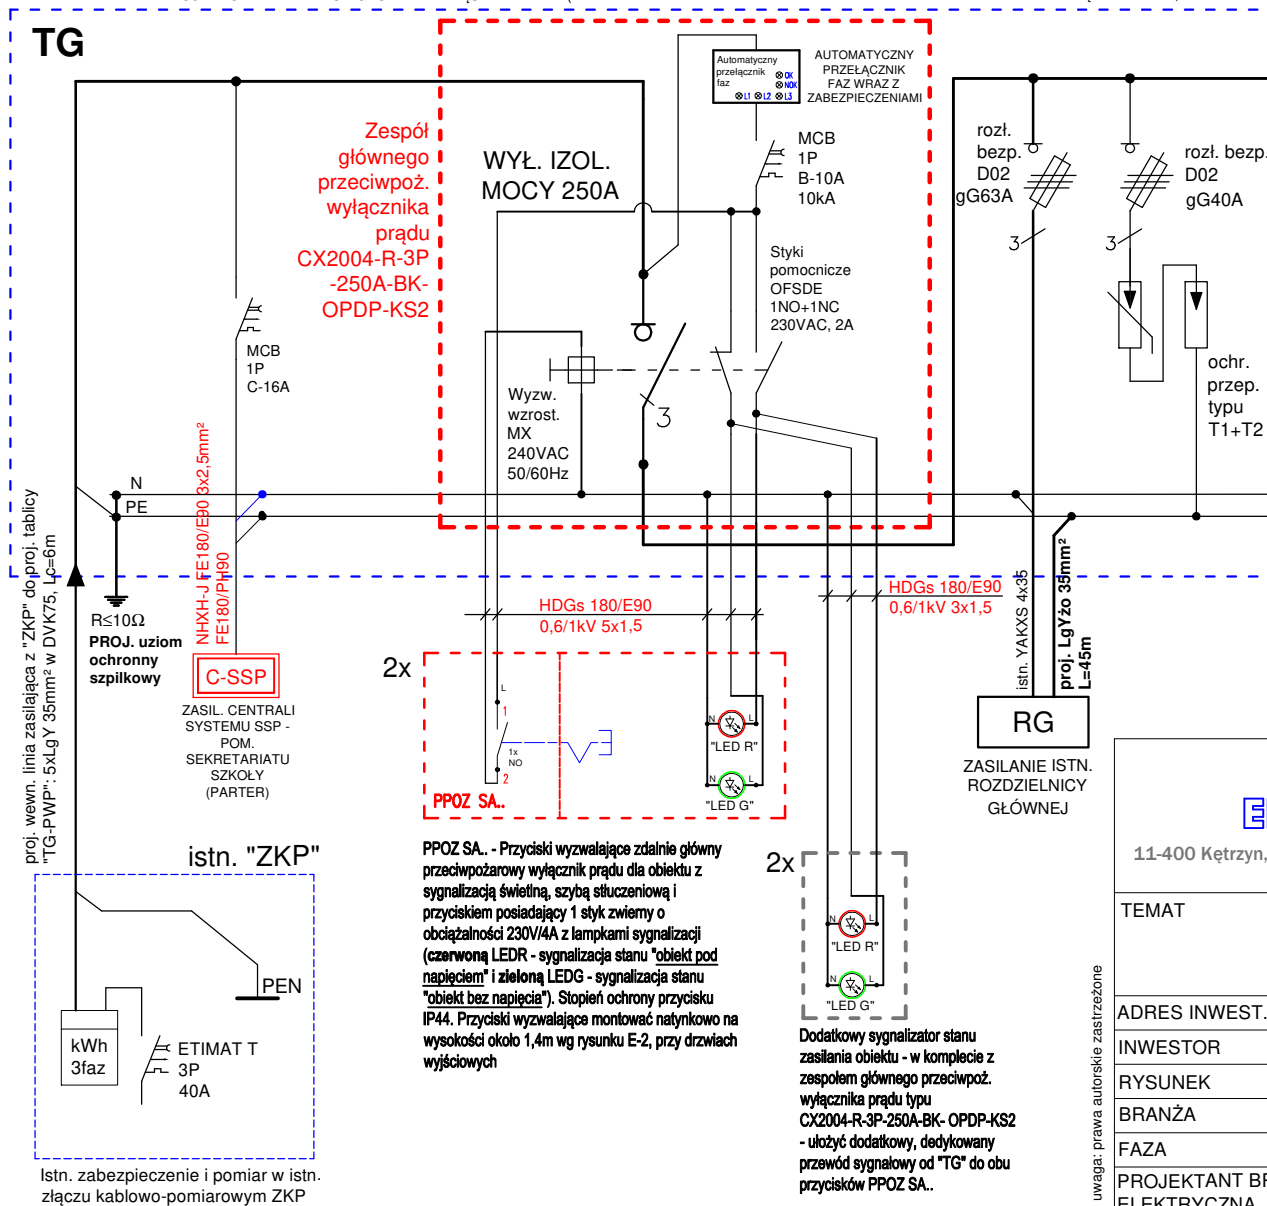 TG
Zespół
głównego
przeciwpoż.
wyłącznika
prądu
CX2004-R-3P
-250A-BK-
OPDP-KS2
WYŁ. IZOL.
MOCY 250A
Automatyczny
przełącznik
faz
OK
NOK
L1 L2 L3
AUTOMATYCZNY
PRZEŁĄCZNIK
FAZ WRAZ Z
ZABEZPIECZENIAMI
MCB
1P
B-10A
10kA
rozł.
bezp.
D02
gG63A
rozł. bezp.
D02
gG40A
3
3
Styki
pomocnicze
OFSDE
1NO+1NC
230VAC, 2A
MCB
1P
C-16A
Wyzw.
wzrost.
MX
240VAC
50/60Hz
3
ochr.
przep.
typu
T1+T2
N
PE
proj. wewn. linia zasilająca z "ZKP" do proj. tablicy
"TG-PWP": 5xLgY 35mm² w DVK75, Lc=6m
R≤10Ω
PROJ. uziom
ochronny
szpilkowy
NHXH-J FE180/E90 3x2,5mm²
FE180/PH90
C-SSP
ZASIL. CENTRALI
SYSTEMU SSP -
POM.
SEKRETARIATU
SZKOŁY
(PARTER)
HDGs 180/E90
0,6/1kV 5x1,5
HDGs 180/E90
0,6/1kV 3x1,5
istn. YAKXS 4x35
proj. LgYżo 35mm²
L=45m
RG
ZASILANIE ISTN.
ROZDZIELNICY
GŁÓWNEJ
2x
L
1
1x
NO
2
PPOZ SA..
N L
"LED R"
N L
"LED G"
PPOZ SA.. - Przyciski wyzwalające zdalnie główny
przeciwpożarowy wyłącznik prądu dla obiektu z
sygnalizacją świetlną, szybą stłuczeniową i
przyciskiem posiadający 1 styk zwierny o
obciążalności 230V/4A z lampkami sygnalizacji
(czerwoną LEDR - sygnalizacja stanu "obiekt pod
napięciem" i zieloną LEDG - sygnalizacja stanu
"obiekt bez napięcia"). Stopień ochrony przycisku
IP44. Przyciski wyzwalające montować natynkowo na
wysokości około 1,4m wg rysunku E-2, przy drzwiach
wyjściowych
2x
N L
"LED R"
N L
"LED G"
Dodatkowy sygnalizator stanu
zasilania obiektu - w komplecie z
zespołem głównego przeciwpoż.
wyłącznika prądu typu
CX2004-R-3P-250A-BK- OPDP-KS2
- ułożyć dodatkowy, dedykowany
przewód sygnałowy od "TG" do obu
przycisków PPOZ SA..
istn. "ZKP"
PEN
kWh
3faz
ETIMAT T
3P
40A
Istn. zabezpieczenie i pomiar w istn.
złączu kablowo-pomiarowym ZKP
uwaga: prawa autorskie zastrzeżone
E
11-400 Kętrzyn,
TEMAT
ADRES INWEST.
INWESTOR
RYSUNEK
BRANŻA
FAZA
PROJEKTANT
ELEKTRYCZNA